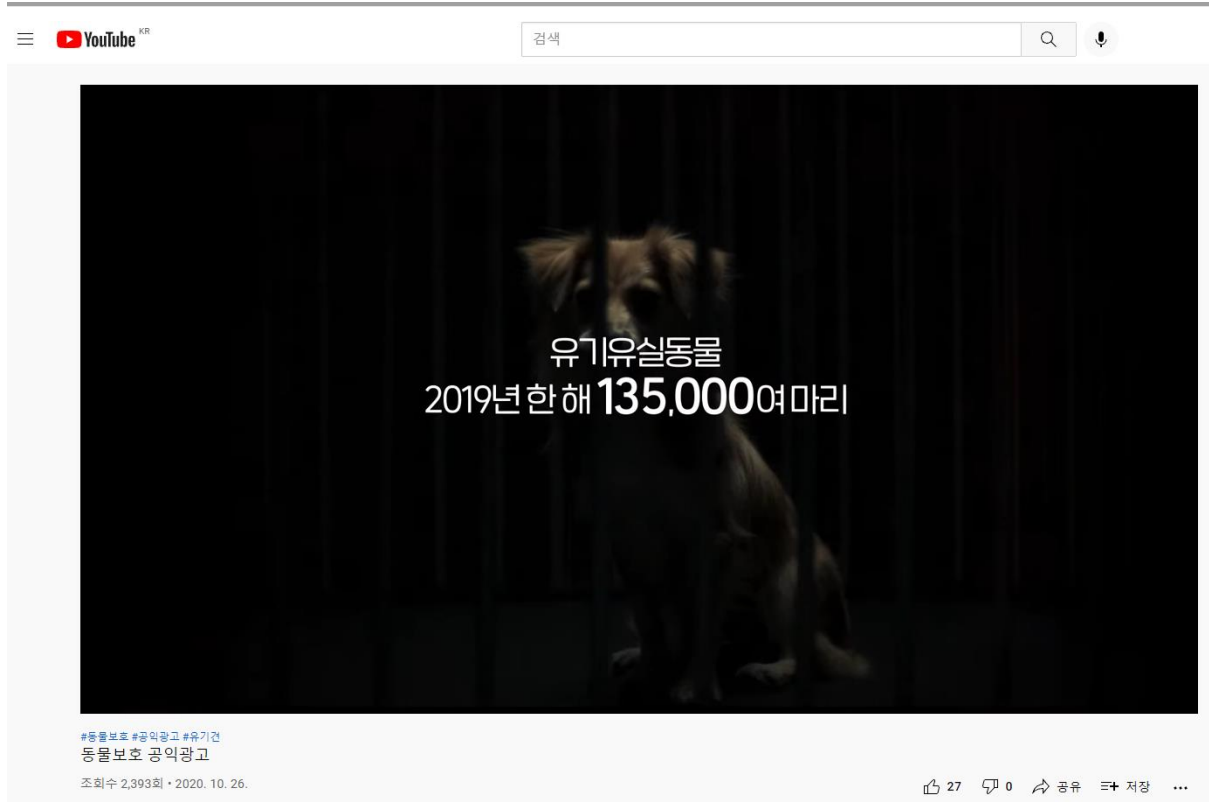 YouTube KR
검색
유기유실동물
2019년 한 해 135,000여 마리
#동물보호 #공익광고 #유기견
동물보호 공익광고
조회수 2,393회 • 2020. 10. 26.
27 0 공유 저장